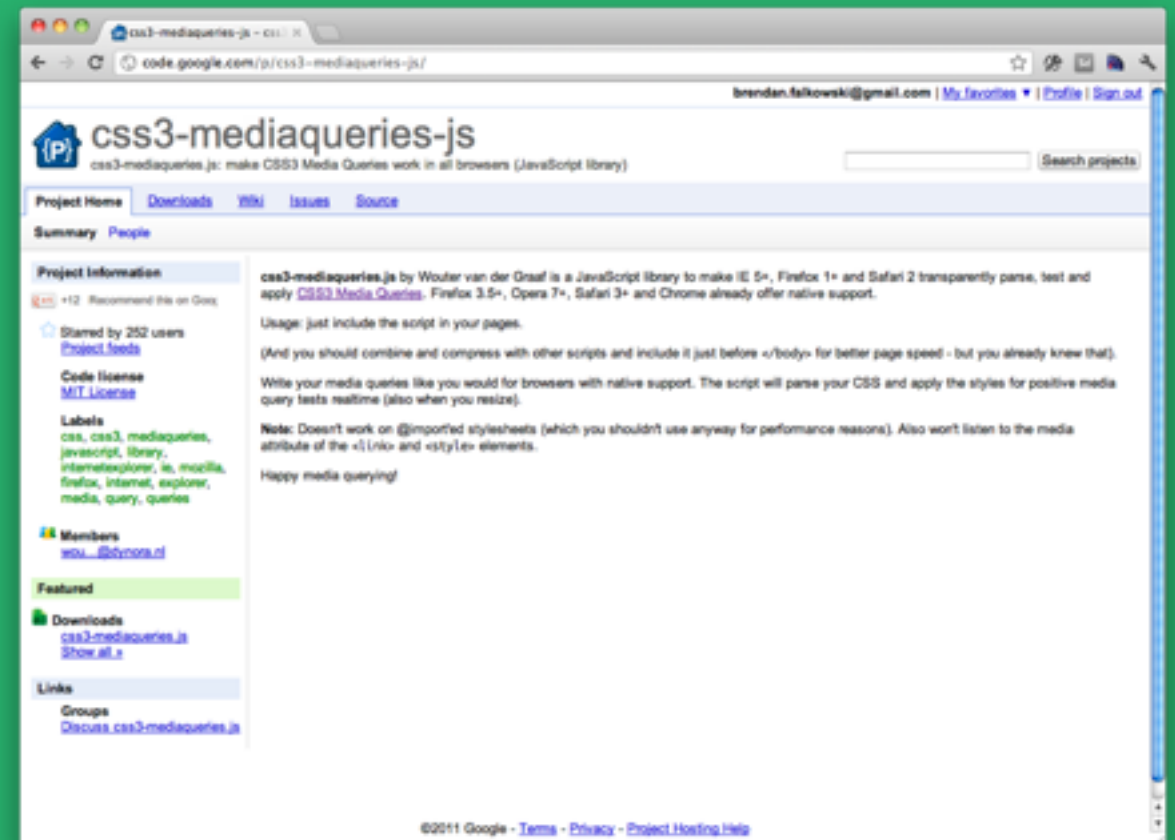 css3-mediaqueries-js - css
code.google.com/p/css3-mediaqueries-js/
brendan.falkowski@gmail.com | My favorites ▼ | Profile | Sign out
{P}
css3-mediaqueries-js
css3-mediaqueries.js: make CSS3 Media Queries work in all browsers (JavaScript library)
Search projects
Project Home Downloads Wiki Issues Source
Summary People
Project Information
+12 Recommend this on Goog
Starred by 252 users
Project feeds
Code license
MIT License
Labels
css, css3, mediaqueries,
javascript, library,
internetexplorer, ie, mozilla,
firefox, internet, explorer,
media, query, queries
Members
wou...@dynora.nl
Featured
Downloads
css3-mediaqueries.js
Show all »
Links
Groups
Discuss css3-mediaqueries.js
css3-mediaqueries.js by Wouter van der Graaf is a JavaScript library to make IE 5+, Firefox 1+ and Safari 2 transparently parse, test and
apply CSS3 Media Queries. Firefox 3.5+, Opera 7+, Safari 3+ and Chrome already offer native support.
Usage: just include the script in your pages.
(And you should combine and compress with other scripts and include it just before </body> for better page speed - but you already knew that).
Write your media queries like you would for browsers with native support. The script will parse your CSS and apply the styles for positive media
query tests realtime (also when you resize).
Note: Doesn't work on @import'ed stylesheets (which you shouldn't use anyway for performance reasons). Also won't listen to the media
attribute of the <link> and <style> elements.
Happy media querying!
©2011 Google - Terms - Privacy - Project Hosting Help